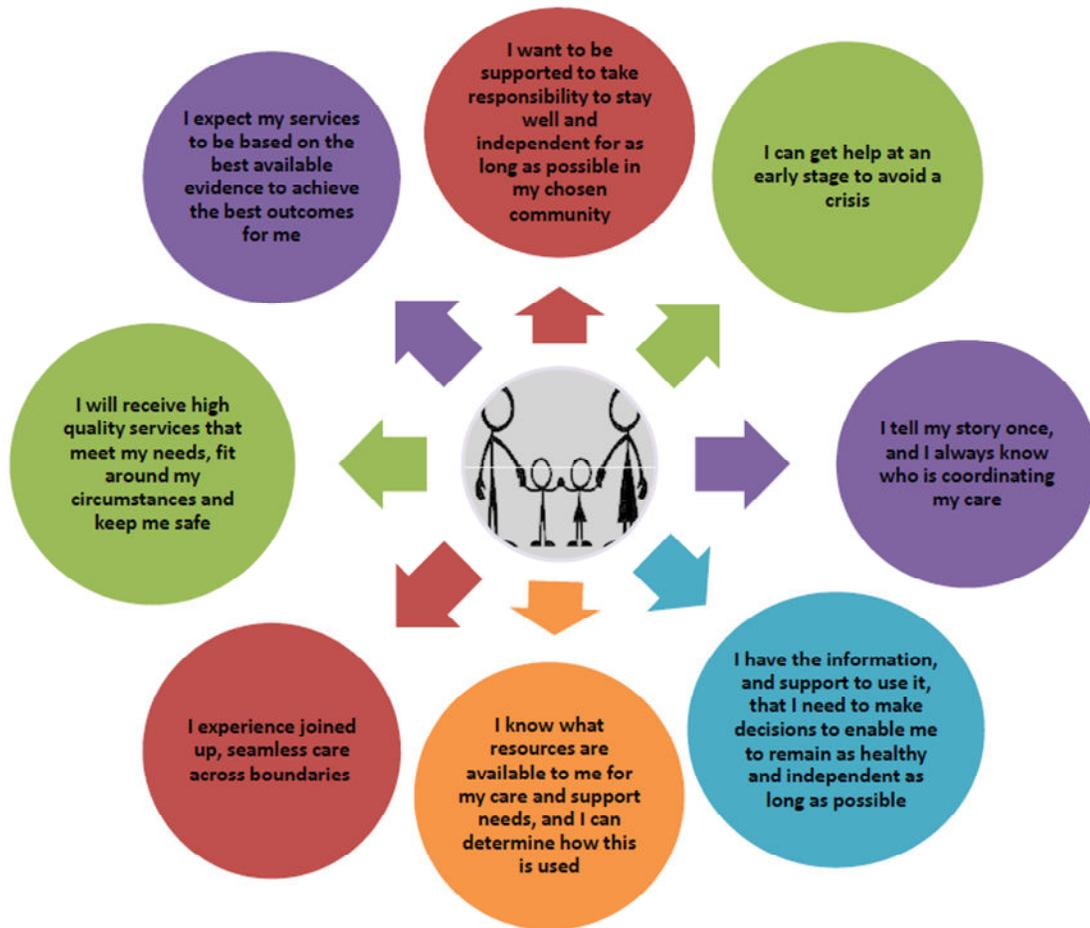 I want to be
supported to take
responsibility to stay
well and
independent for as
long as possible in
my chosen
community
I can get help at an
early stage to avoid a
crisis
I tell my story once,
and I always know
who is coordinating
my care
I have the information,
and support to use it,
that I need to make
decisions to enable me
to remain as healthy
and independent as
long as possible
I know what
resources are
available to me for
my care and support
needs, and I can
determine how this
is used
I experience joined
up, seamless care
across boundaries
I will receive high
quality services that
meet my needs, fit
around my
circumstances and
keep me safe
I expect my services
to be based on the
best available
evidence to achieve
the best outcomes
for me